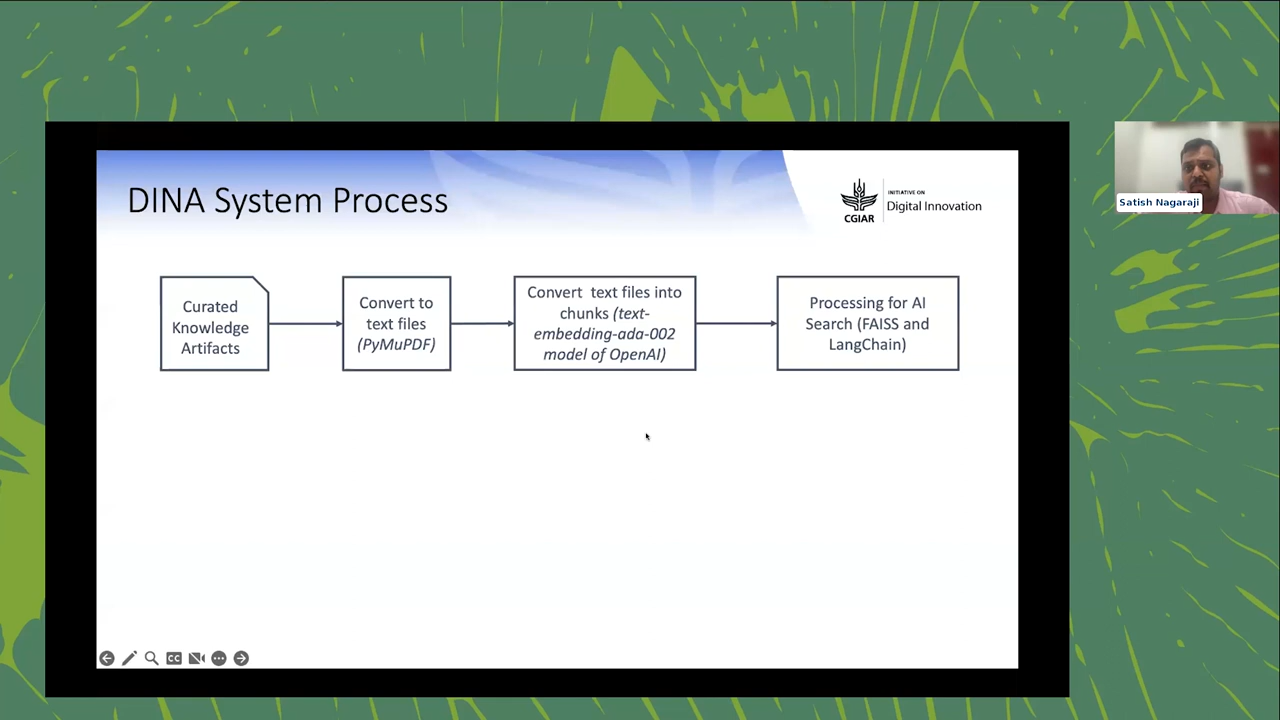 DINA System Process
CGIAR
INITIATIVE ON
Digital Innovation
Satish Nagaraji
Curated
Knowledge
Artifacts
Convert to
text files
(PyMuPDF)
Convert  text files into
chunks (text-
embedding-ada-002
model of OpenAI)
Processing for AI
Search (FAISS and
LangChain)
CC